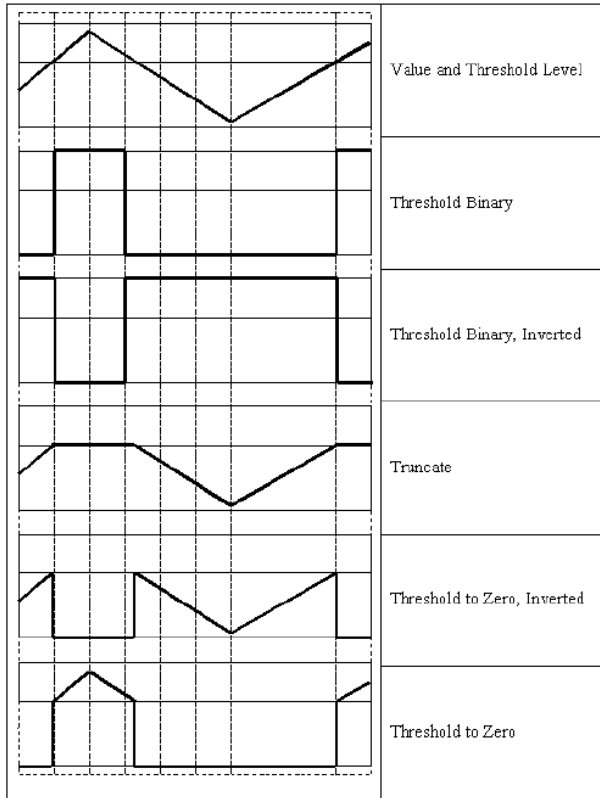 Value and Threshold Level
Threshold Binary
Threshold Binary, Inverted
Truncate
Threshold to Zero, Inverted
Threshold to Zero